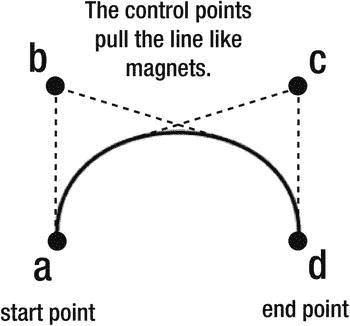 The control points
pull the line like
magnets.
b
c
a
d
start point
end point